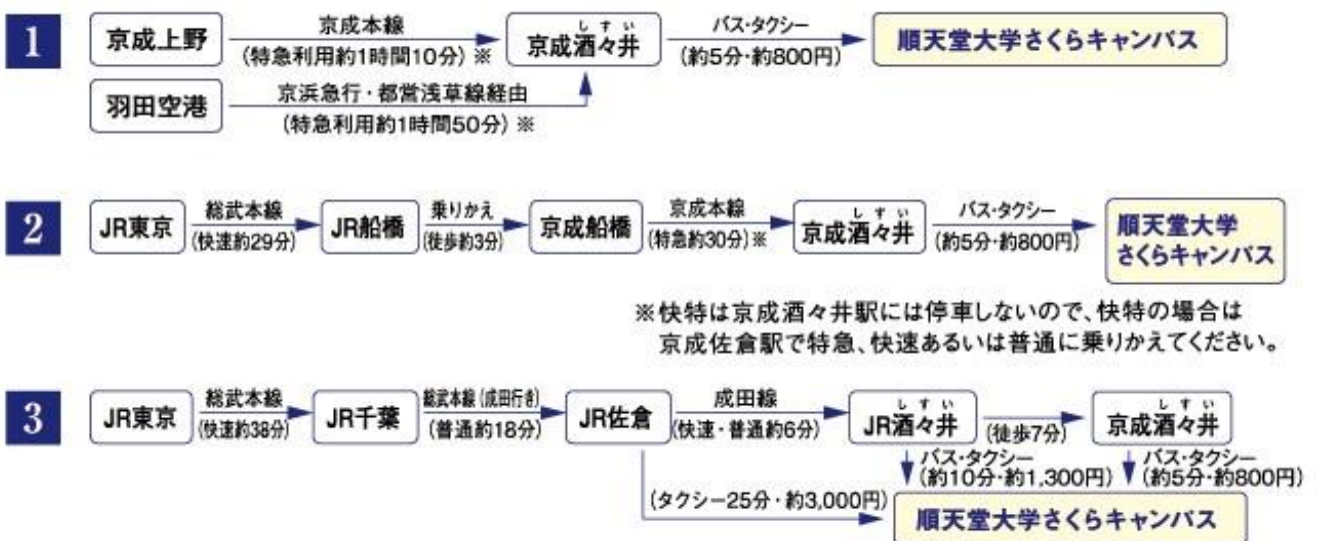 1
京成上野
京成本線
(特急利用約1時間10分)※
しすい
京成酒々井
バス・タクシー
(約5分・約800円)
順天堂大学さくらキャンパス
羽田空港
京浜急行・都営浅草線経由
(特急利用約1時間50分)※
2
JR東京
総武本線
(快速約29分)
JR船橋
乗りかえ
(徒歩約3分)
京成船橋
京成本線
(特急約30分)※
しすい
京成酒々井
バス・タクシー
(約5分・約800円)
順天堂大学
さくらキャンパス
※快特は京成酒々井駅には停車しないので、快特の場合は
京成佐倉駅で特急、快速あるいは普通に乗りかえてください。
3
JR東京
総武本線
(快速約38分)
JR千葉
総武本線(成田行き)
(普通約18分)
JR佐倉
成田線
(快速・普通約6分)
しすい
JR酒々井
(徒歩7分)
しすい
京成酒々井
バス・タクシー
(約10分・約1,300円)
バス・タクシー
(約5分・約800円)
(タクシー25分・約3,000円)
順天堂大学さくらキャンパス